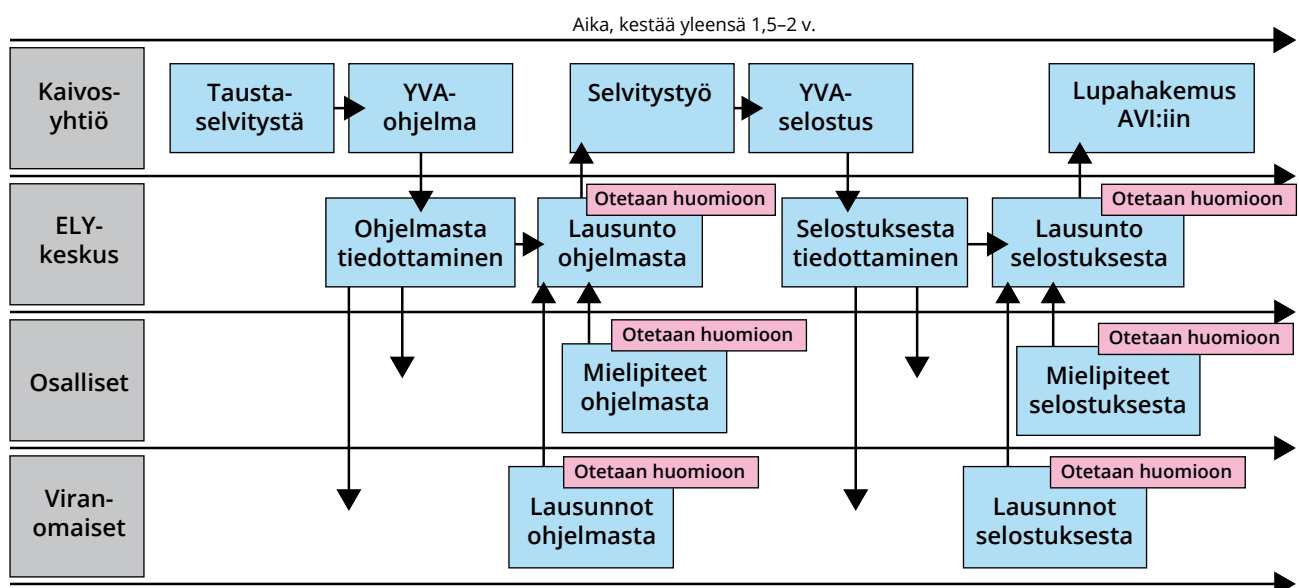 Aika, kestää yleensä 1,5–2 v.
Kaivos-
yhtiö
Tausta-
selvitystä
YVA-
ohjelma
Selvitystyö
YVA-
selostus
Lupahakemus
AVI:iin
ELY-
keskus
Ohjelmasta
tiedottaminen
Otetaan huomioon
Lausunto
ohjelmasta
Selostuksesta
tiedottaminen
Otetaan huomioon
Lausunto
selostuksesta
Osalliset
Otetaan huomioon
Mielipiteet
ohjelmasta
Otetaan huomioon
Mielipiteet
selostuksesta
Viran-
omaiset
Otetaan huomioon
Lausunnot
ohjelmasta
Otetaan huomioon
Lausunnot
selostuksesta